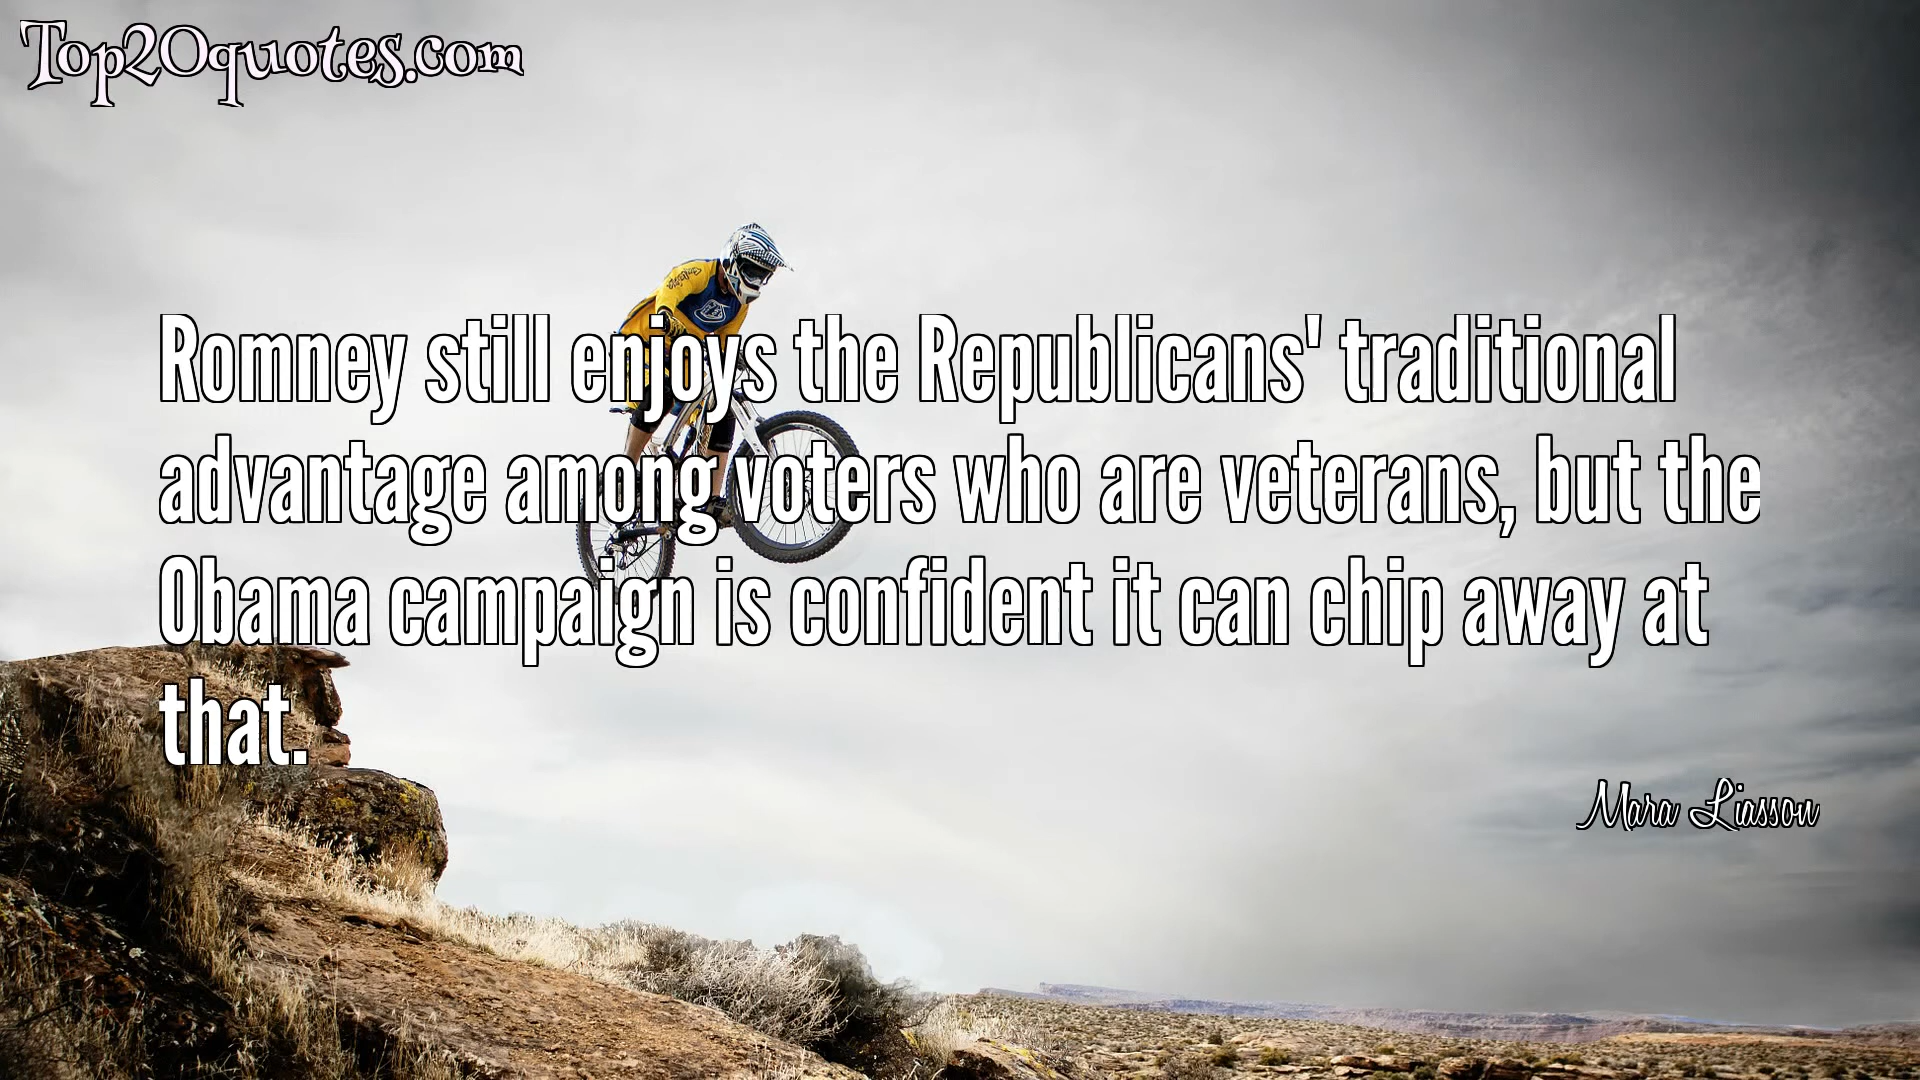 Top20quotes.com
Romney still enjoys the Republicans' traditional
advantage among voters who are veterans, but the
Obama campaign is confident it can chip away at
that.
Mara Liasson